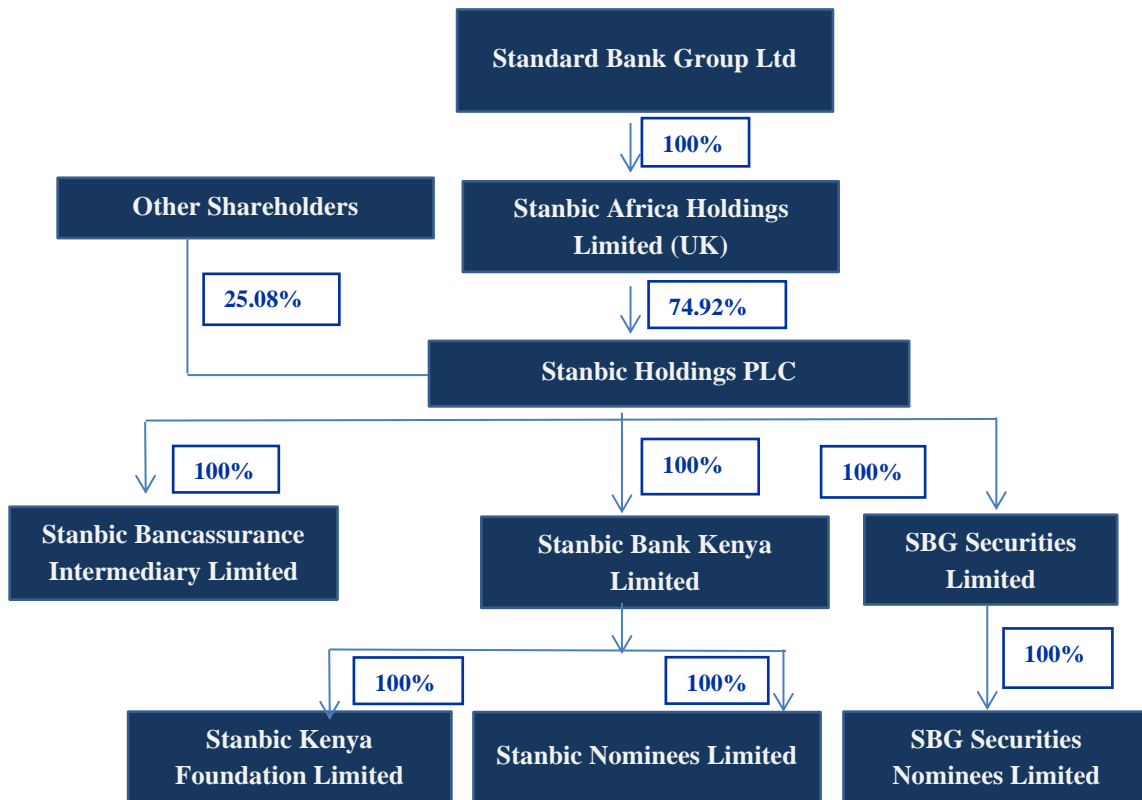 Standard Bank Group Ltd
100%
Other Shareholders
Stanbic Africa Holdings
Limited (UK)
25.08%
74.92%
Stanbic Holdings PLC
100%
100%
100%
Stanbic Bancassurance
Intermediary Limited
Stanbic Bank Kenya
Limited
SBG Securities
Limited
100%
100%
100%
Stanbic Kenya
Foundation Limited
Stanbic Nominees Limited
SBG Securities
Nominees Limited